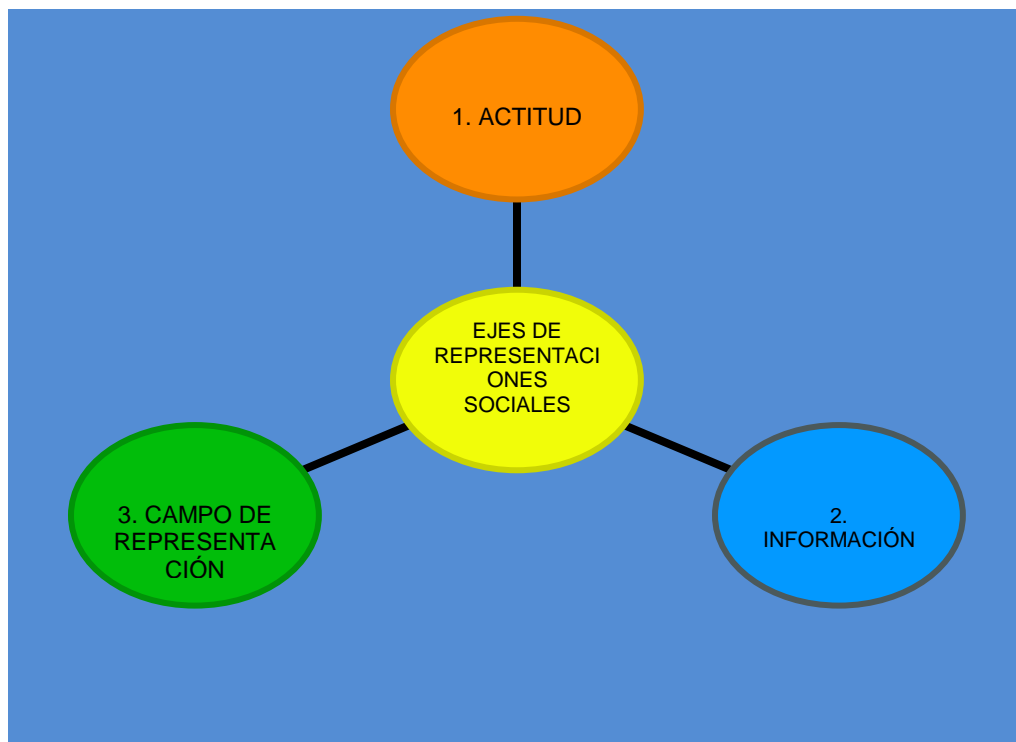 1. ACTITUD
EJES DE
REPRESENTACI
ONES
SOCIALES
3. CAMPO DE
REPRESENTA
CIÓN
2.
INFORMACIÓN